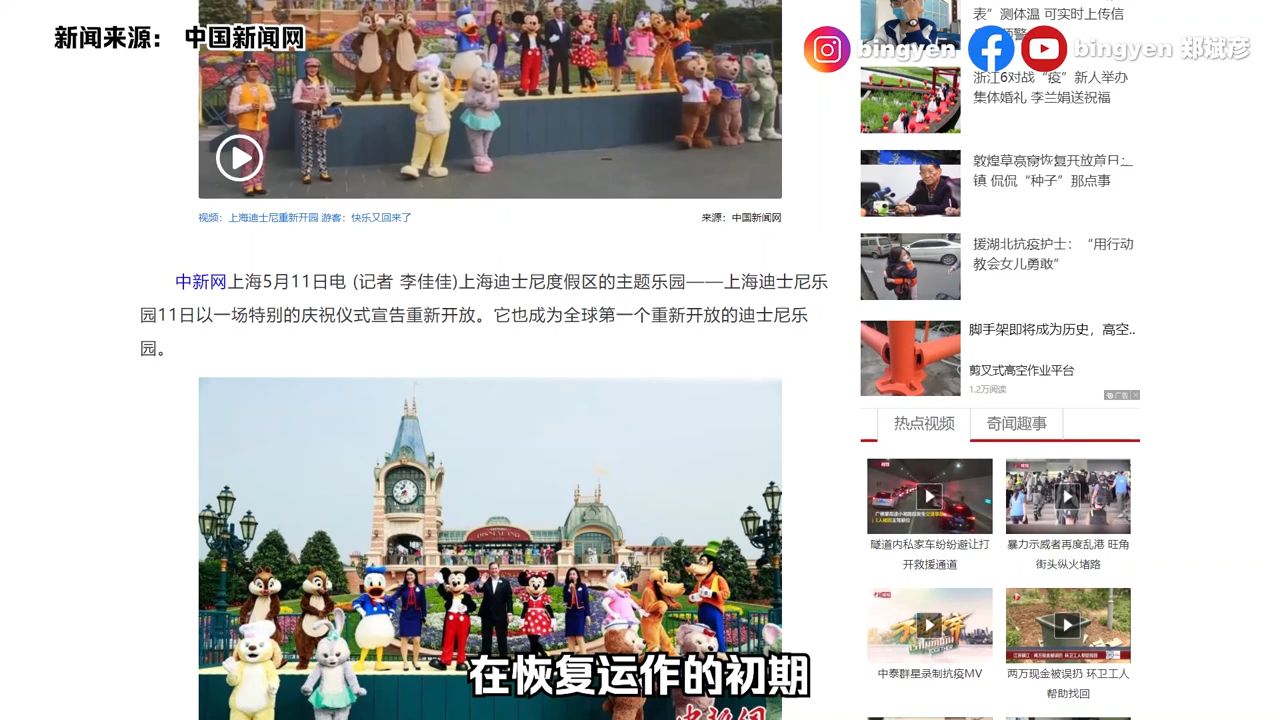 新闻来源： 中国新闻网
bingyen
bingyen 郑斌彦
视频：上海迪士尼重新开园 游客：快乐又回来了
来源：中国新闻网
中新网上海5月11日电 (记者 李佳佳)上海迪士尼度假区的主题乐园——上海迪士尼乐
园11日以一场特别的庆祝仪式宣告重新开放。它也成为全球第一个重新开放的迪士尼乐
园。
在恢复运作的初期
表”测体温 可实时上传信
浙江6对战“疫”新人举办
集体婚礼 李兰娟送祝福
镇 侃侃“种子”那点事
援湖北抗疫护士：“用行动
教会女儿勇敢”
脚手架即将成为历史，高空..
剪叉式高空作业平台
1.2万阅读
广告
热点视频
奇闻趣事
隧道内私家车纷纷避让打
开救援通道
暴力示威者再度乱港 旺角
街头纵火堵路
中泰群星录制抗疫MV
两万现金被误扔 环卫工人
帮助找回